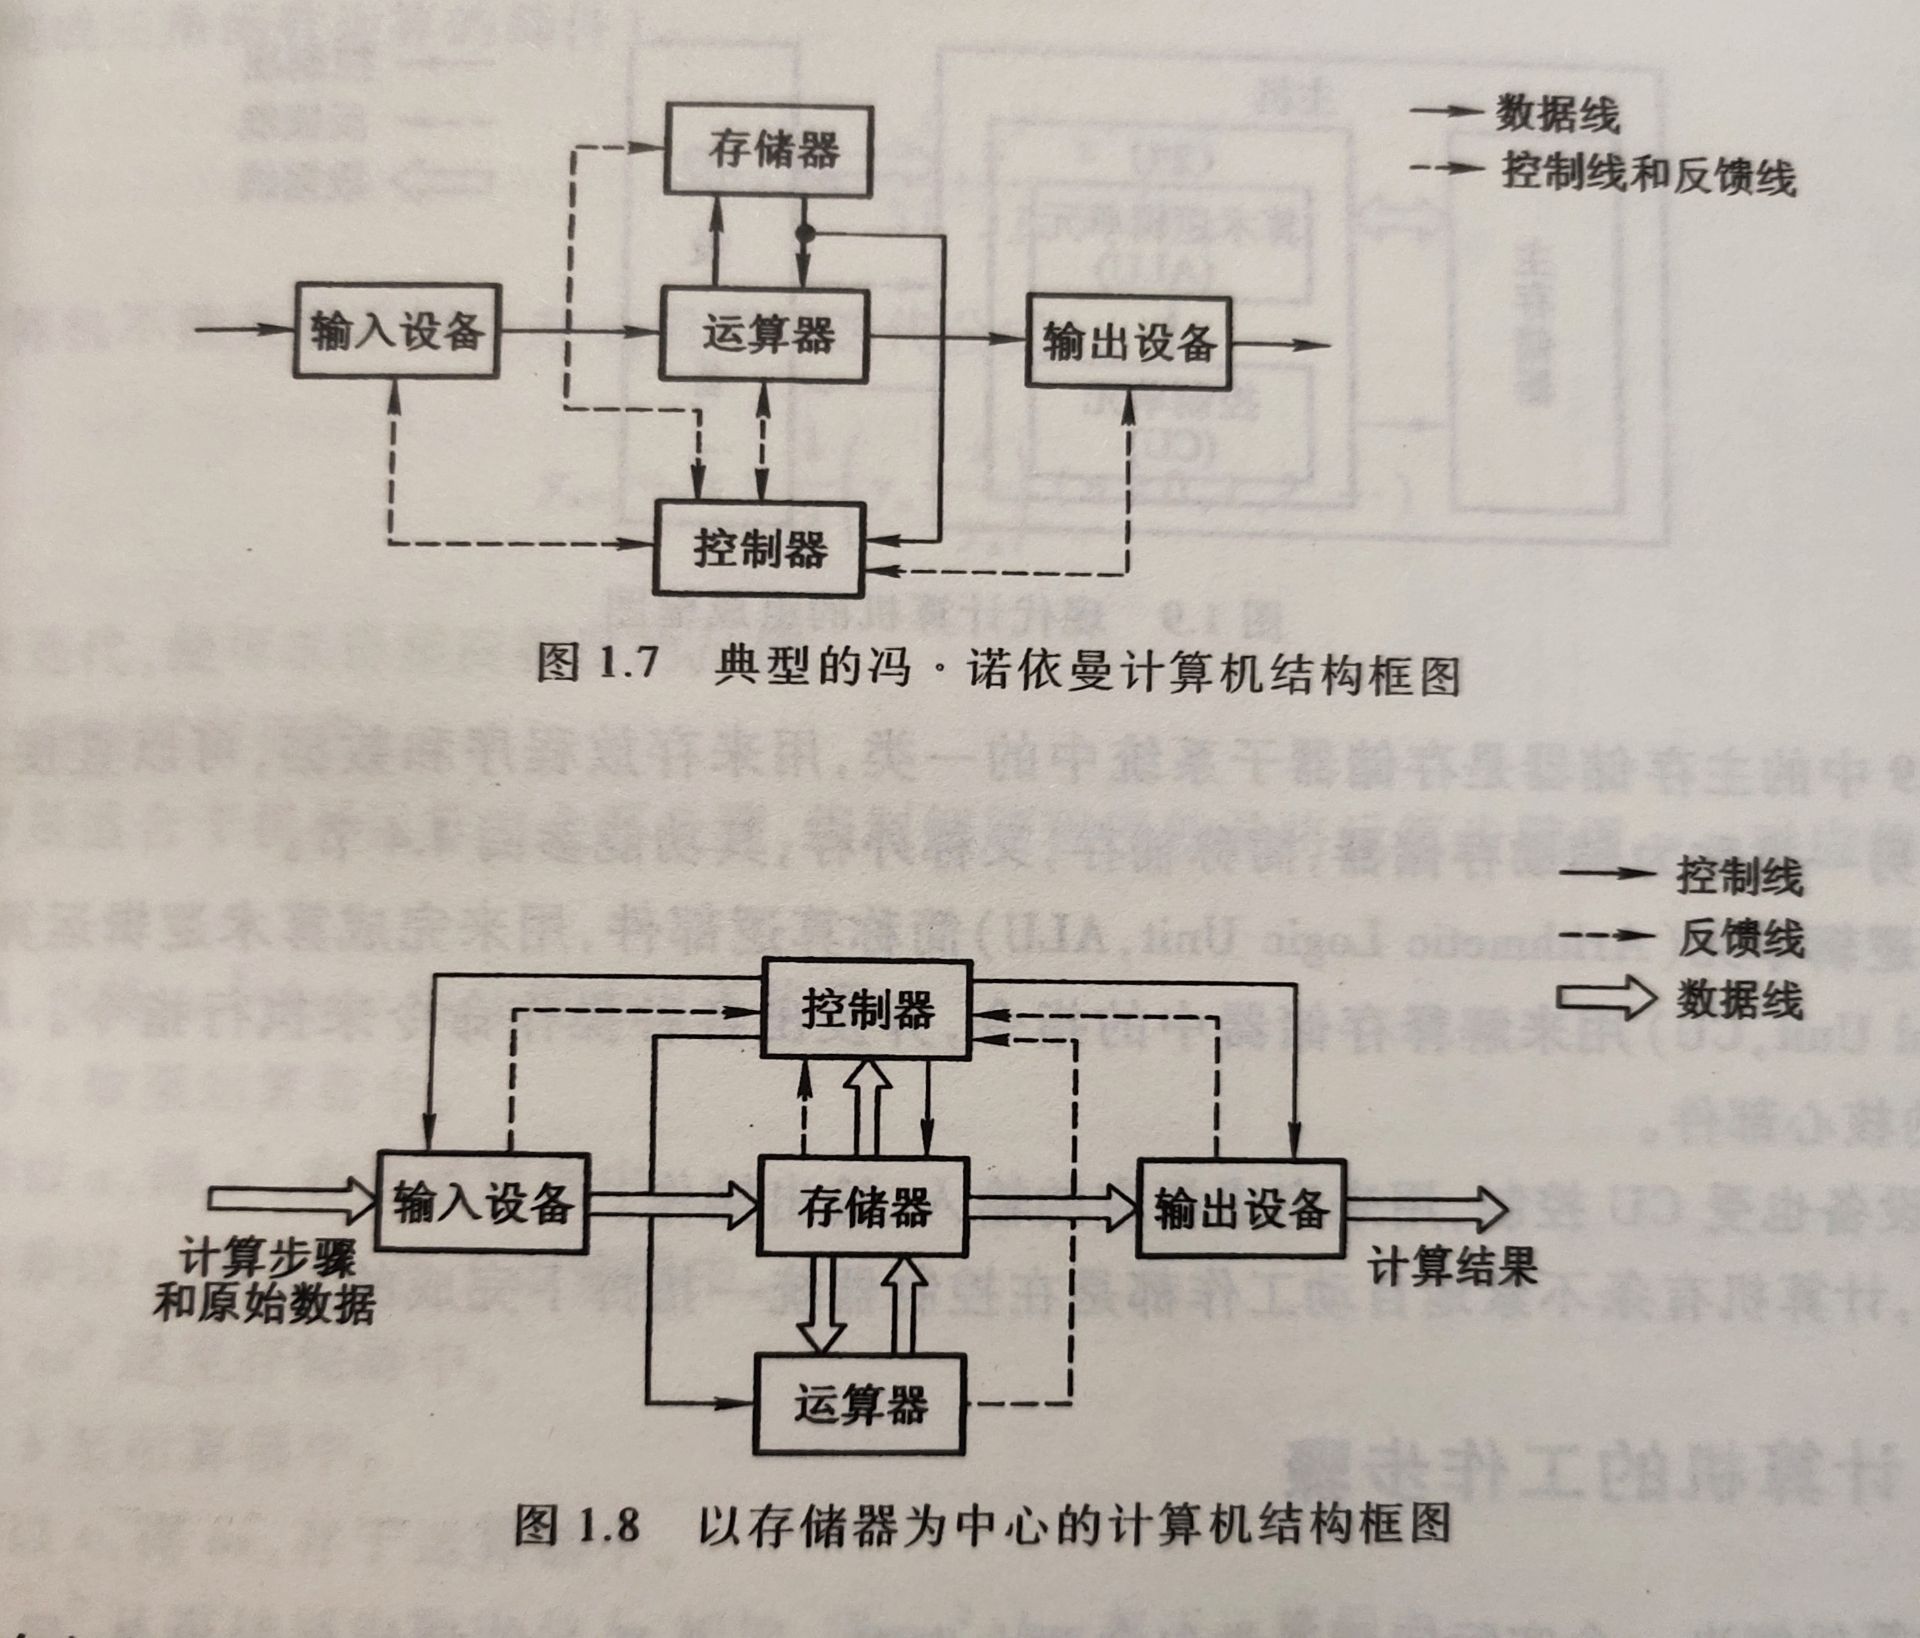 存储器
数据线
控制线和反馈线
输入设备
运算器
输出设备
控制器
图 1.7 典型的冯·诺依曼计算机结构框图
控制线
反馈线
数据线
控制器
输入设备
存储器
输出设备
计算步骤
和原始数据
计算结果
运算器
图 1.8 以存储器为中心的计算机结构框图